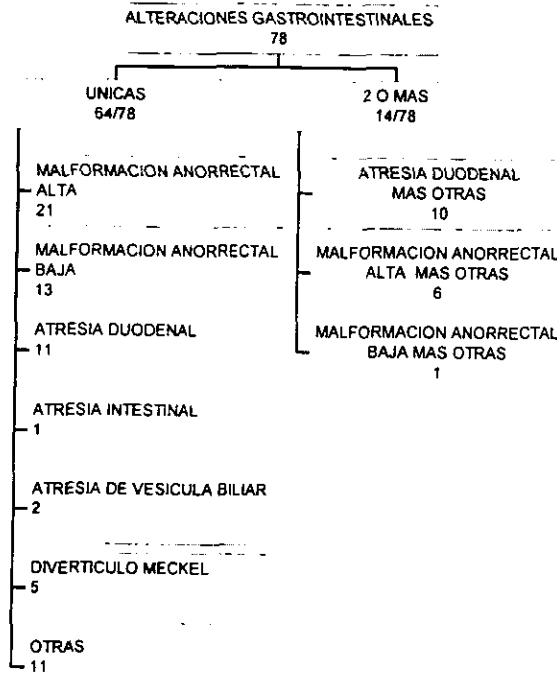 ALTERACIONES GASTROINTESTINALES
78
UNICAS
64/78
2 O MAS
14/78
MALFORMACION ANORRECTAL
ALTA
21
MALFORMACION ANORRECTAL
BAJA
13
ATRESIA DUODENAL
11
ATRESIA INTESTINAL
1
ATRESIA DE VESICULA BILIAR
2
DIVERTICULO MECKEL
5
OTRAS
11
ATRESIA DUODENAL
MAS OTRAS
10
MALFORMACION ANORRECTAL
ALTA MAS OTRAS
6
MALFORMACION ANORRECTAL
BAJA MAS OTRAS
1